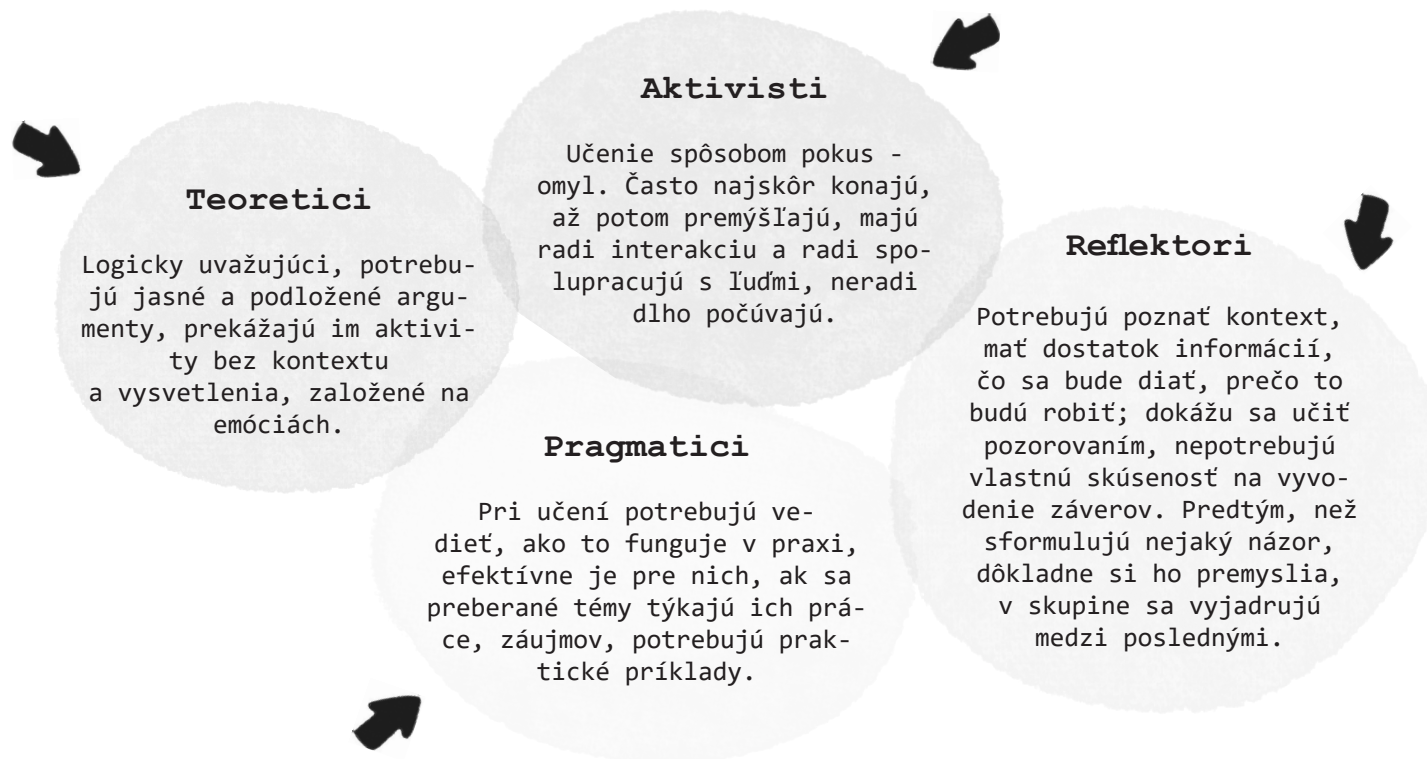 Teoretici
Logicky uvažujúci, potrebu-
jú jasné a podložené argu-
menty, prekážajú im aktivi-
ty bez kontextu
a vysvetlenia, založené na
emóciách.
Aktivisti
Učenie spôsobom pokus -
omyl. Často najskôr konajú,
až potom premýšľajú, majú
radi interakciu a radi spo-
lupracujú s ľuďmi, neradi
dlho počúvajú.
Pragmatici
Pri učení potrebujú ve-
dieť, ako to funguje v praxi,
efektívne je pre nich, ak sa
preberané témy týkajú ich prá-
ce, záujmov, potrebujú prak-
tické príklady.
Reflektori
Potrebujú poznať kontext,
mať dostatok informácií,
čo sa bude diať, prečo to
budú robiť; dokážu sa učiť
pozorovaním, nepotrebujú
vlastnú skúsenosť na vyvo-
denie záverov. Predtým, než
sformulujú nejaký názor,
dôkladne si ho premyslia,
v skupine sa vyjadrujú
medzi poslednými.